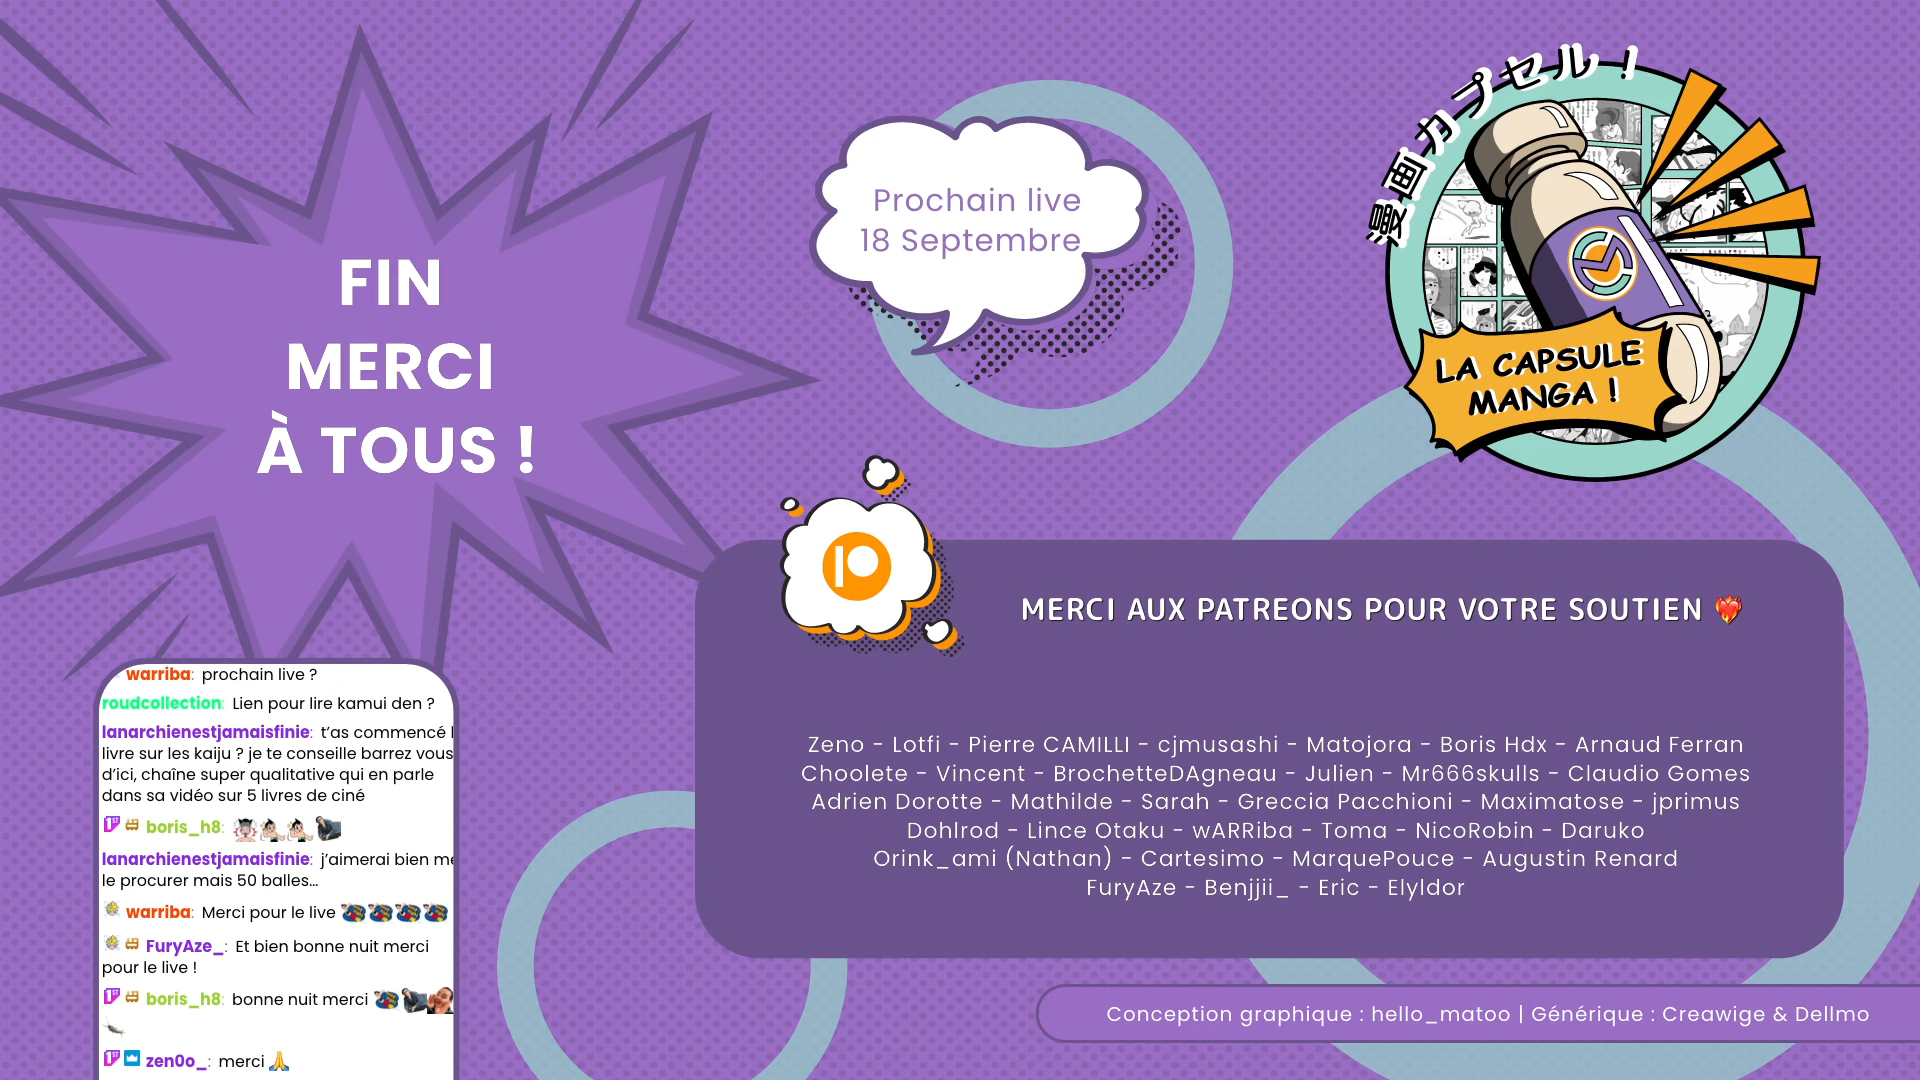 FIN
MERCI
À TOUS !
Prochain live
18 Septembre
漫画カプセル！
LA CAPSULE
MANGA !
MERCI AUX PATREONS POUR VOTRE SOUTIEN ❤️‍🔥
Zeno - Lotfi - Pierre CAMILLI - cjmusashi - Matojora - Boris Hdx - Arnaud Ferran
Choolete - Vincent - BrochetteDAgneau - Julien - Mr666skulls - Claudio Gomes
Adrien Dorotte - Mathilde - Sarah - Greccia Pacchioni - Maximatose - jprimus
Dohlrod - Lince Otaku - wARRiba - Toma - NicoRobin - Daruko
Orink_ami (Nathan) - Cartesimo - MarquePouce - Augustin Renard
FuryAze - Benjjii_ - Eric - Elyldor
warriba: prochain live ?
roudcollection: Lien pour lire kamui den ?
lanarchienestjamaisfinie: t’as commencé l
livre sur les kaiju ? je te conseille barrez vous
d’ici, chaîne super qualitative qui en parle
dans sa vidéo sur 5 livres de ciné
boris_h8:
lanarchienestjamaisfinie: j’aimerai bien me
le procurer mais 50 balles…
warriba: Merci pour le live
FuryAze_: Et bien bonne nuit merci
pour le live !
1ST boris_h8: bonne nuit merci
1ST zen0o_: merci 🙏
Conception graphique : hello_matoo | Générique : Creawige & Dellmo